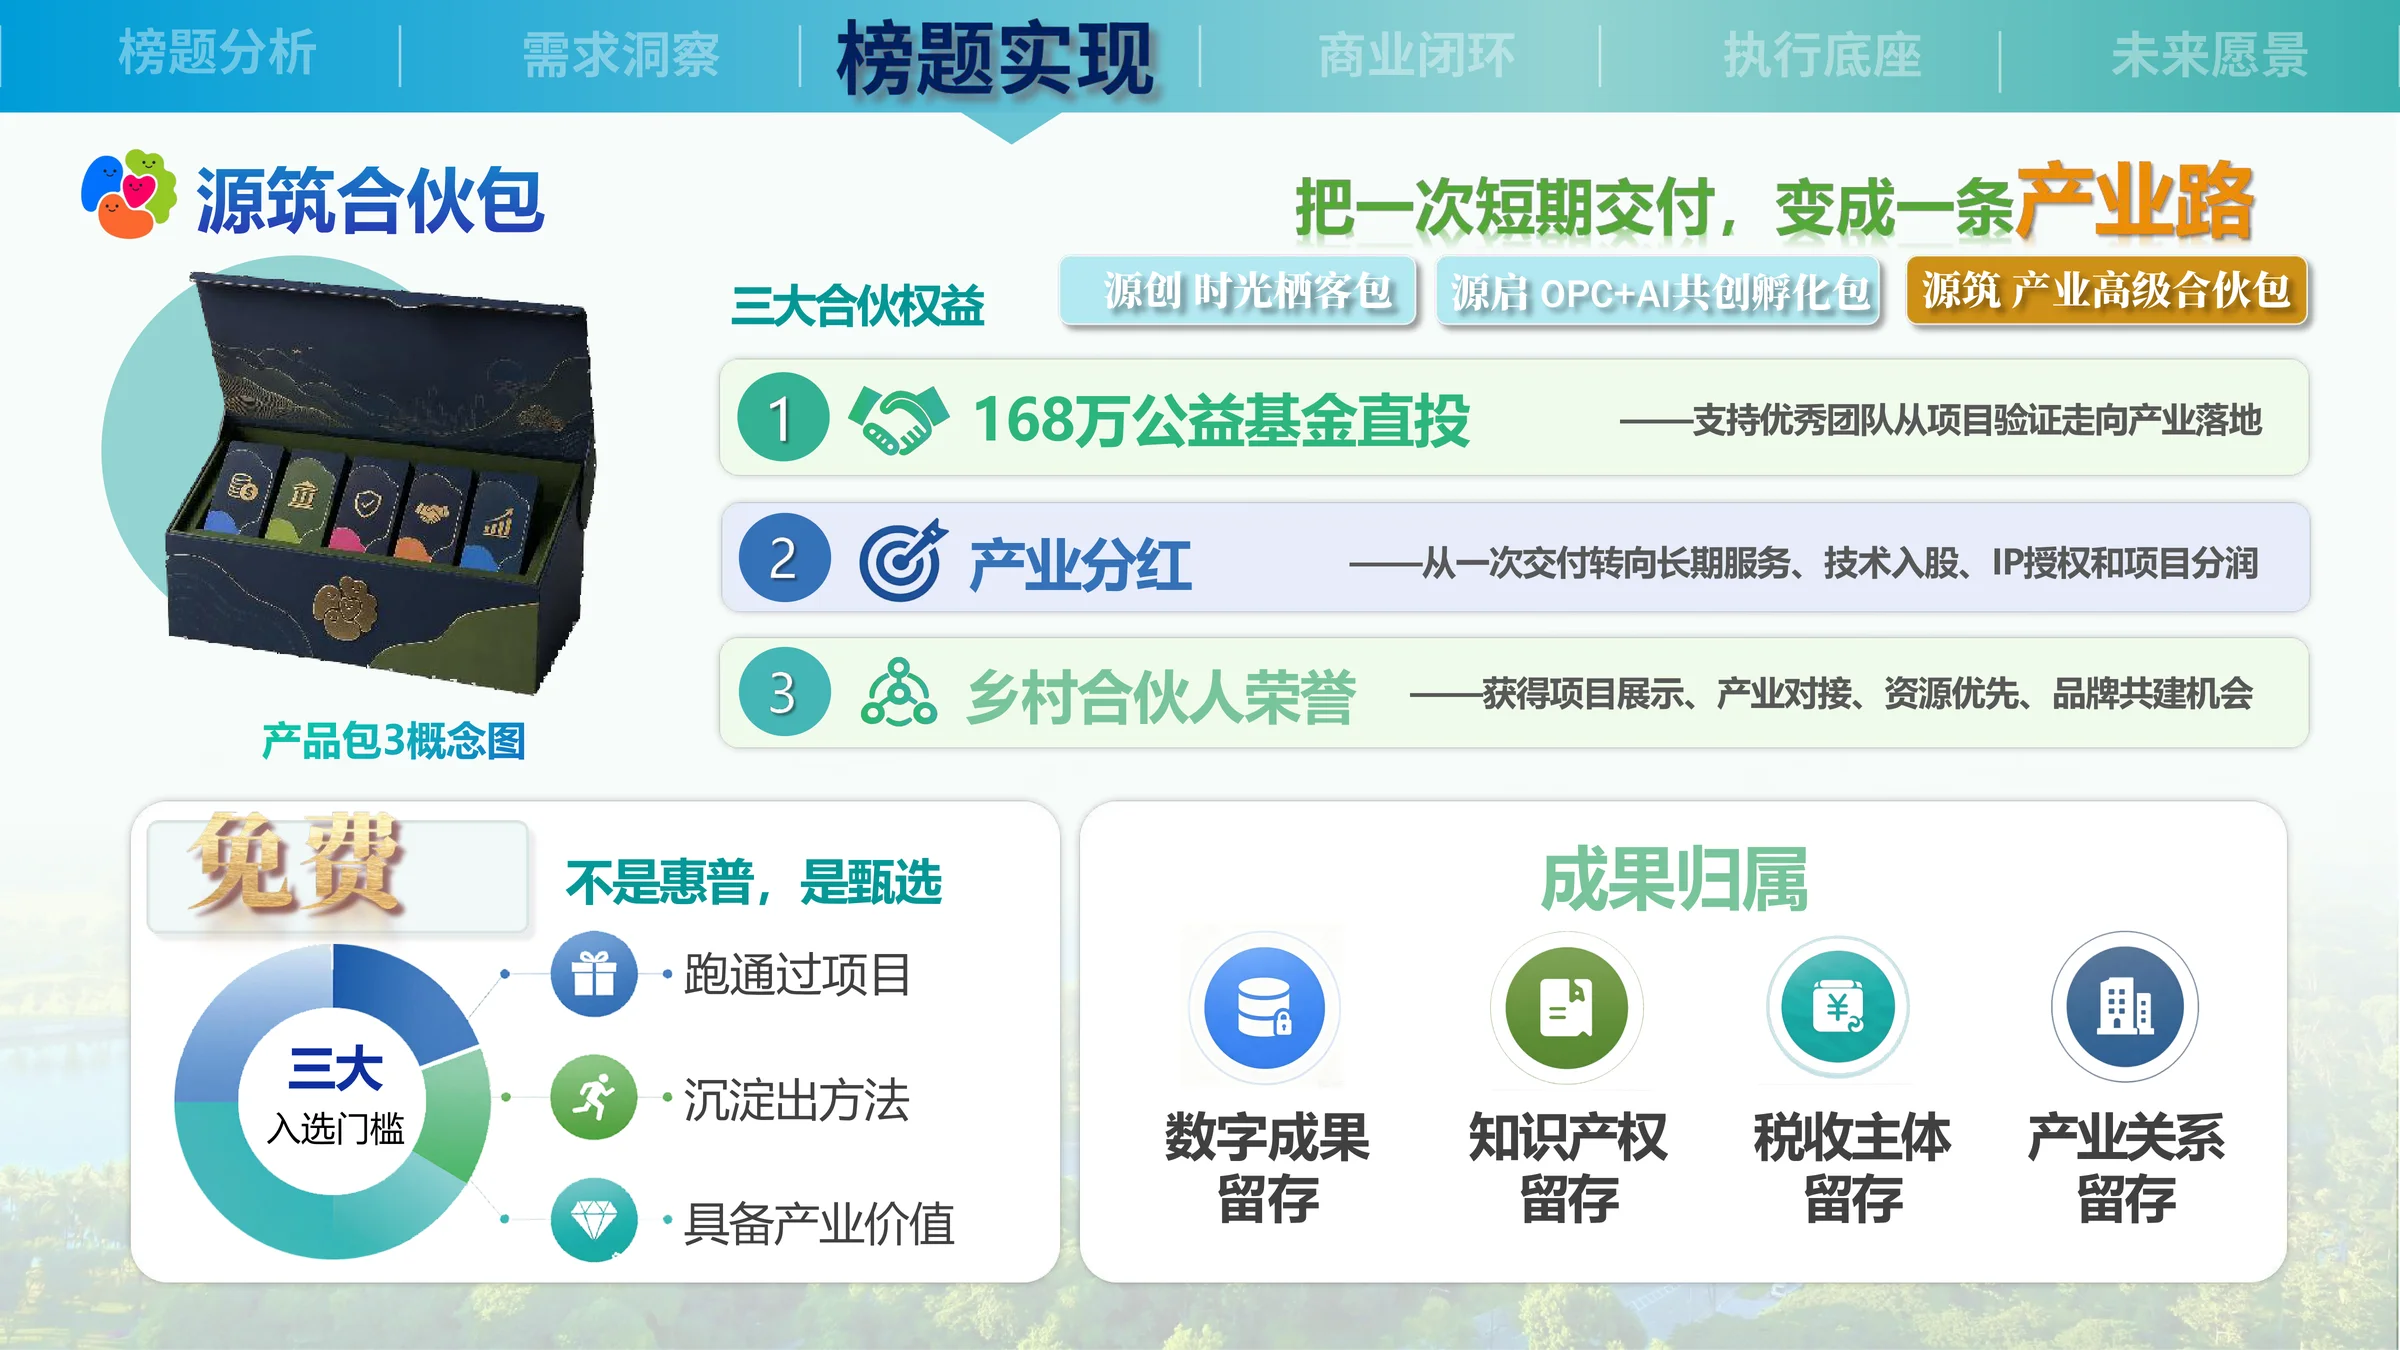 榜题分析
需求洞察
榜题实现
商业闭环
执行底座
未来愿景
源筑合伙包
把一次短期交付，变成一条产业路
三大合伙权益
源创 时光栖客包
源启 OPC+AI共创孵化包
源筑 产业高级合伙包
1
168万公益基金直投
——支持优秀团队从项目验证走向产业落地
2
产业分红
——从一次交付转向长期服务、技术入股、IP授权和项目分润
3
乡村合伙人荣誉
——获得项目展示、产业对接、资源优先、品牌共建机会
产品包3概念图
免费
不是惠普，是甄选
三大
入选门槛
跑通过项目
沉淀出方法
具备产业价值
成果归属
数字成果
留存
知识产权
留存
税收主体
留存
产业关系
留存